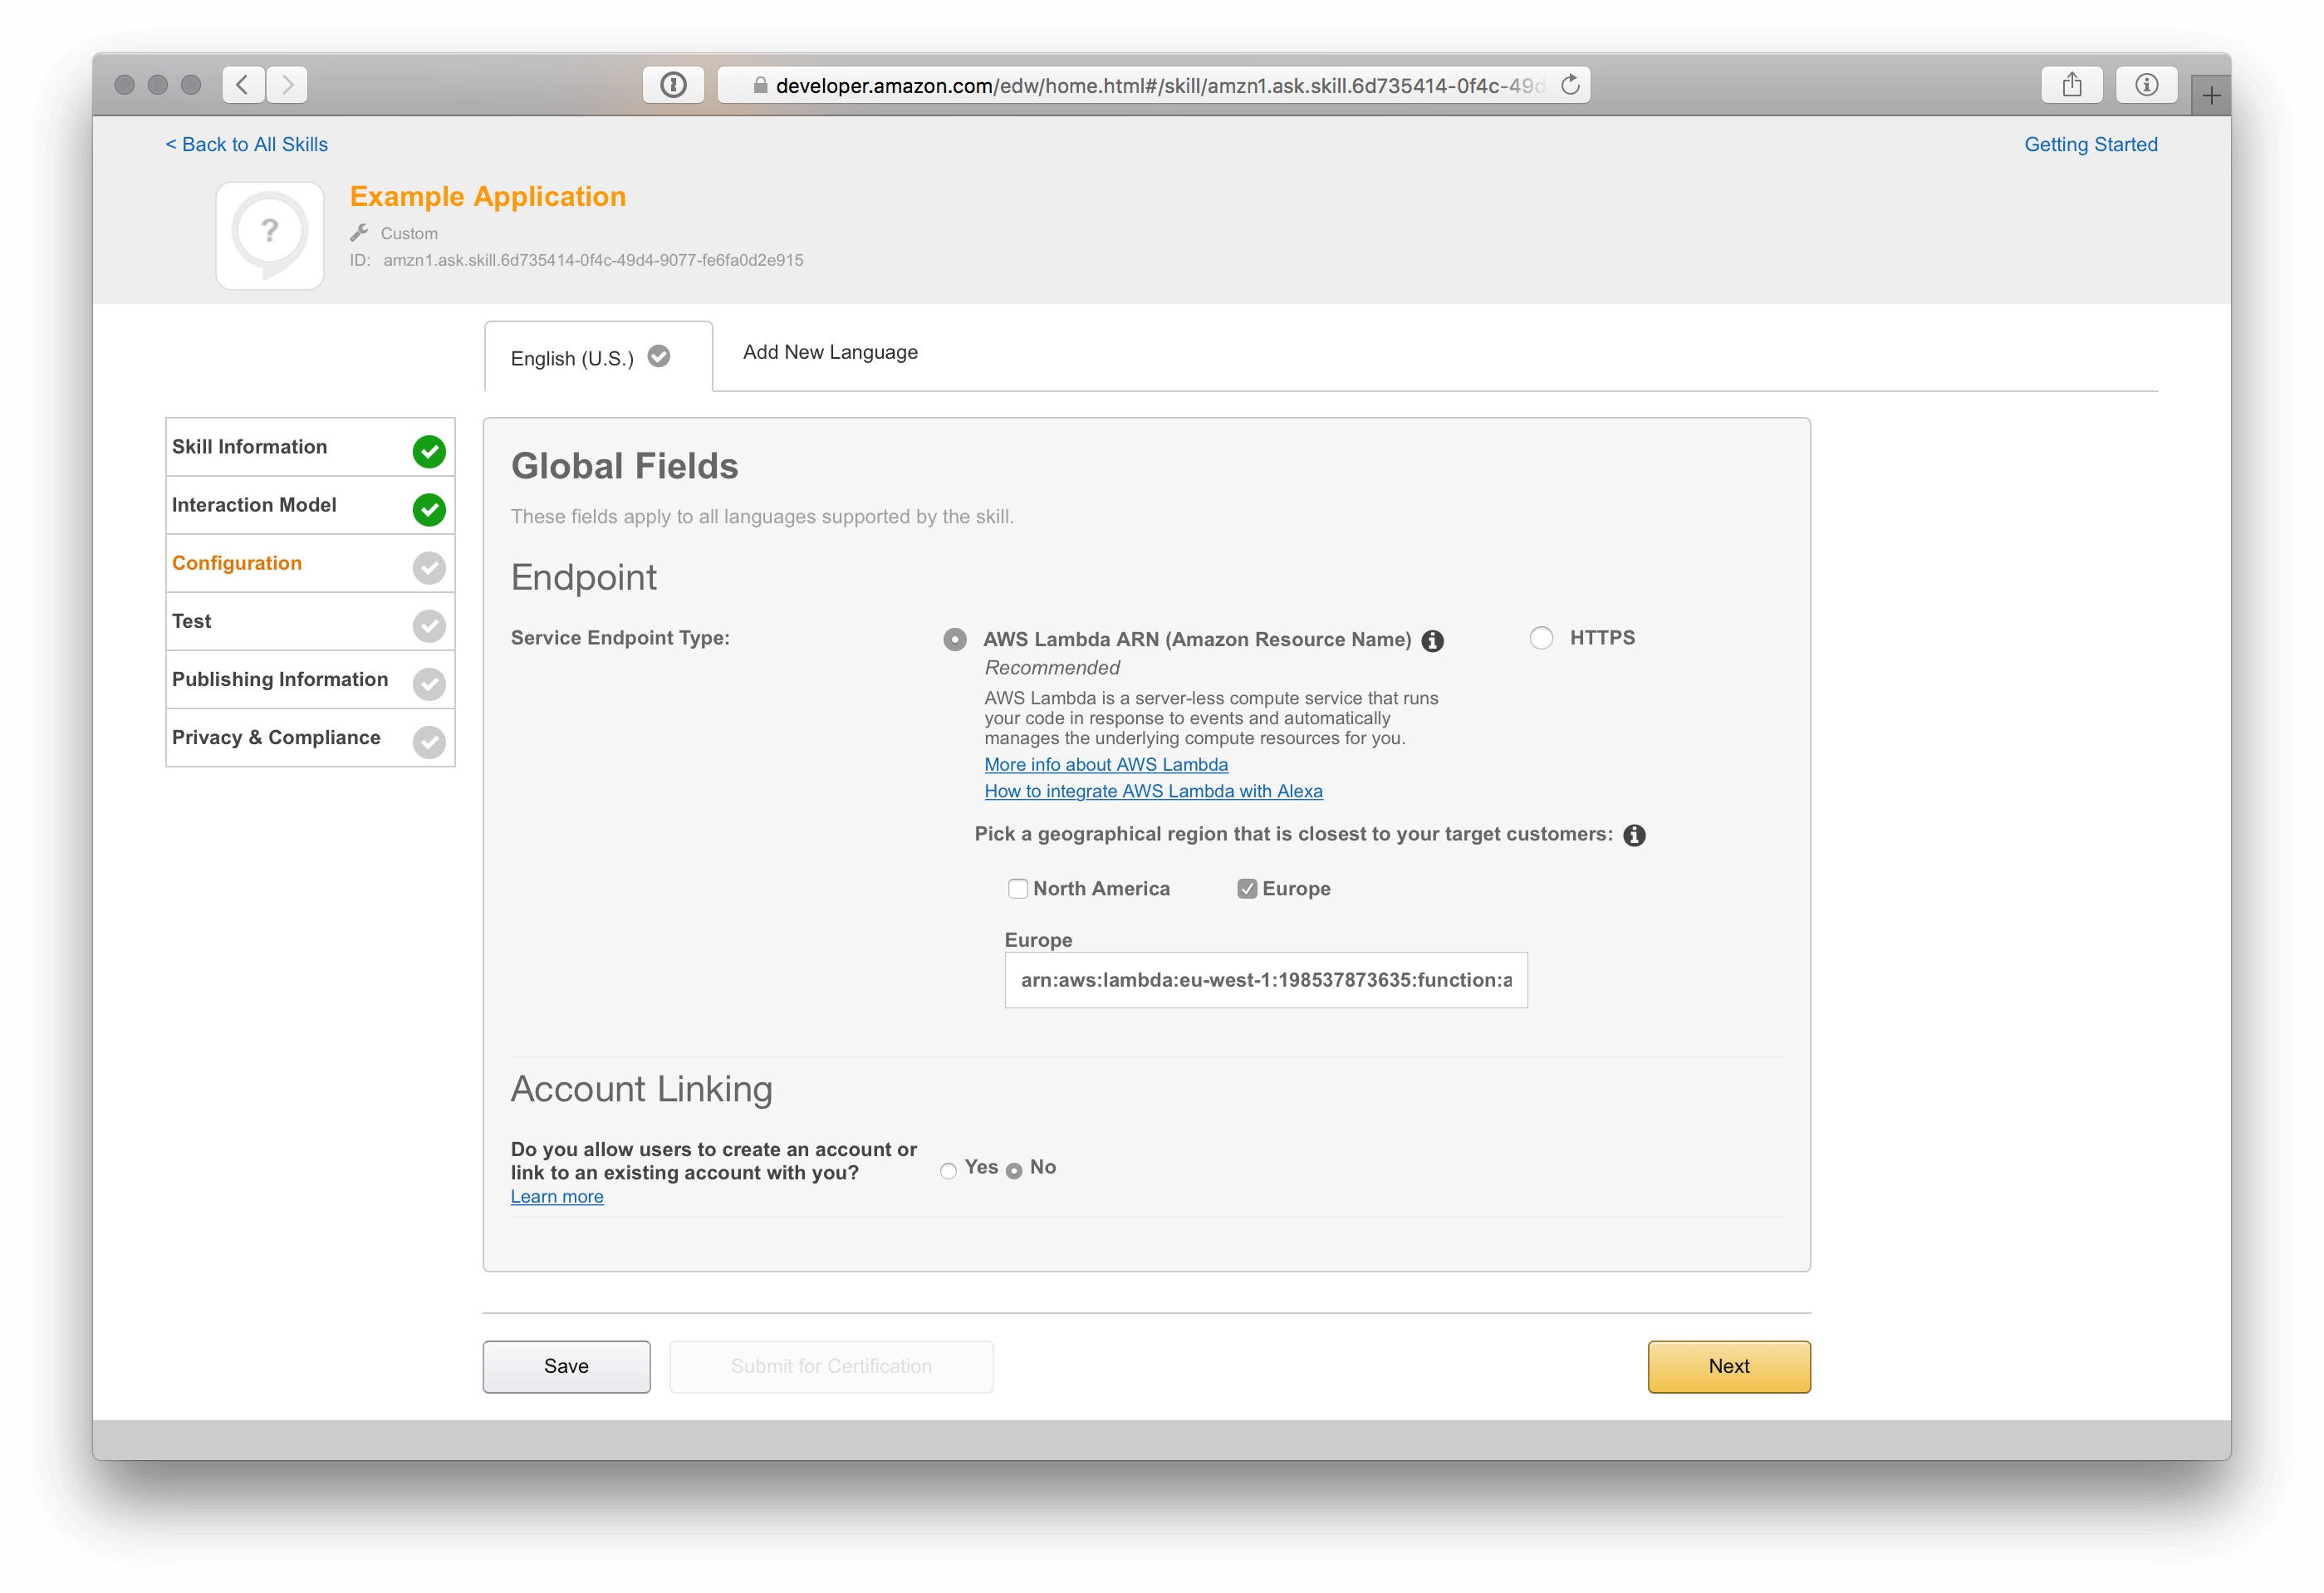 developer.amazon.com/edw/home.html#/skill/amzn1.ask.skill.6d735414-0f4c-49d
< Back to All Skills
Getting Started
?
Example Application
Custom
ID: amzn1.ask.skill.6d735414-0f4c-49d4-9077-fe6fa0d2e915
English (U.S.)
Add New Language
Skill Information
Interaction Model
Configuration
Test
Publishing Information
Privacy & Compliance
Global Fields
These fields apply to all languages supported by the skill.
Endpoint
Service Endpoint Type:
AWS Lambda ARN (Amazon Resource Name)
HTTPS
Recommended
AWS Lambda is a server-less compute service that runs
your code in response to events and automatically
manages the underlying compute resources for you.
More info about AWS Lambda
How to integrate AWS Lambda with Alexa
Pick a geographical region that is closest to your target customers:
North America
Europe
Europe
arn:aws:lambda:eu-west-1:198537873635:function:a
Account Linking
Do you allow users to create an account or
link to an existing account with you?
Yes
No
Learn more
Save
Submit for Certification
Next